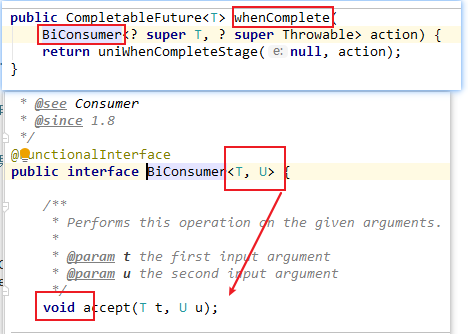 public CompletableFuture<T> whenComplete(
BiConsumer<? super T, ? super Throwable> action) {
return uniWhenCompleteStage( e: null, action);
}
* @see Consumer
* @since 1.8
*/
@FunctionalInterface
public interface BiConsumer<T, U> {
/**
* Performs this operation on the given arguments.
*
* @param t the first input argument
* @param u the second input argument
*/
void accept(T t, U u);